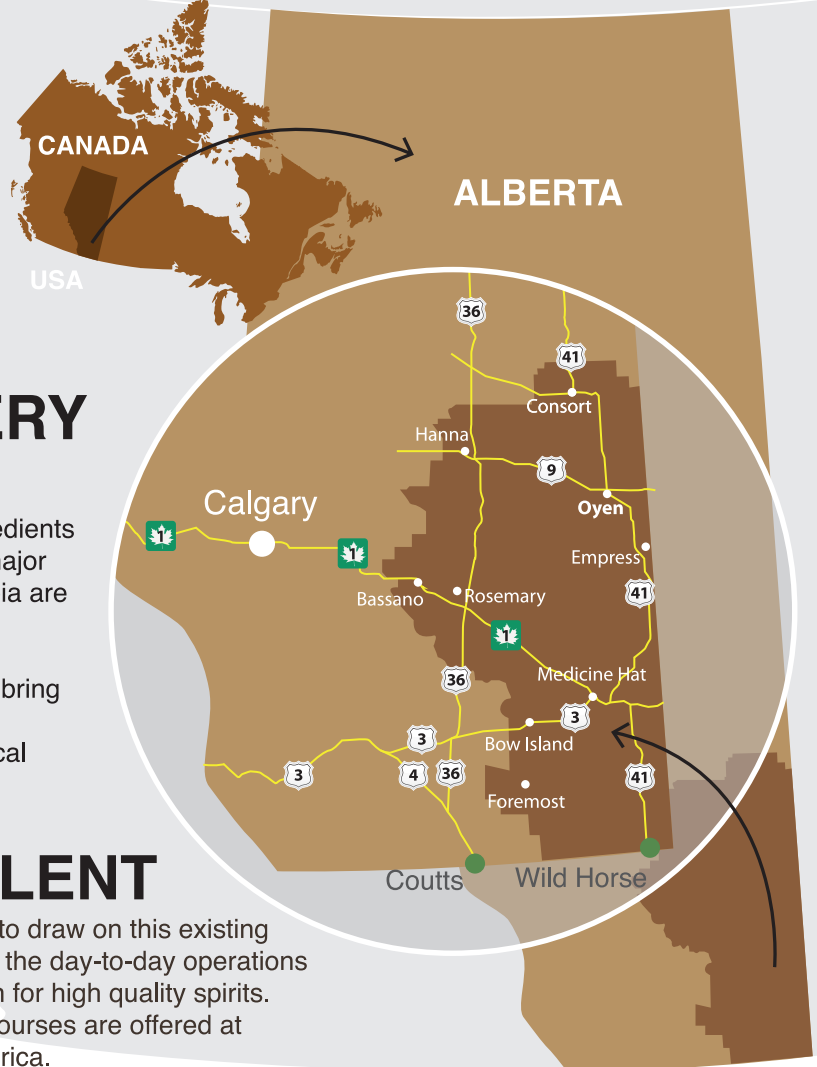 CANADA
USA
ALBERTA
36
41
Consort
Hanna
9
Oyen
Calgary
1
1
Empress
41
Bassano
Rosemary
1
36
Medicine Hat
3
3
Bow Island
3
4
36
41
Foremost
Coutts
Wild Horse
ERY
edients
ajor
ia are
bring
cal
LENT
to draw on this existing
the day-to-day operations
n for high quality spirits.
ourses are offered at
rica.